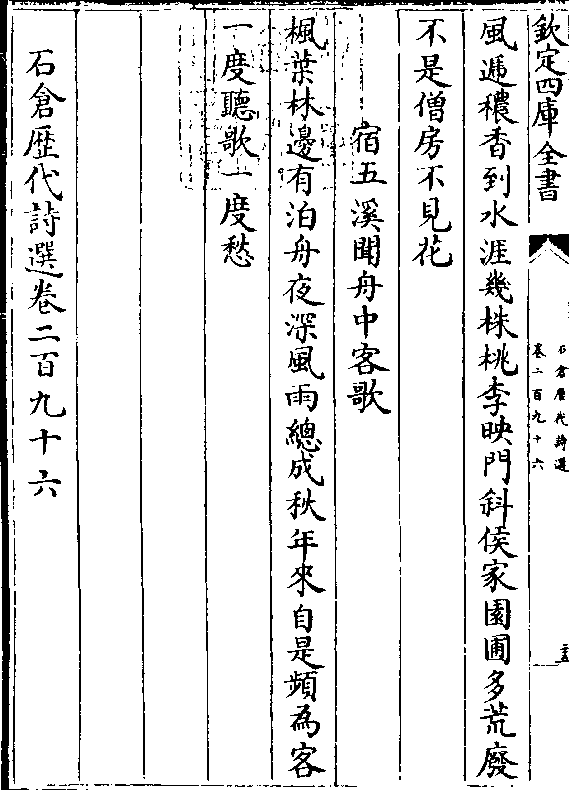 欽定四庫全書
石倉歷代詩選
卷二百九十六
風遞穠香到水涯幾株桃李映門斜侯家園圃多荒廢
不是僧房不見花
宿五溪聞舟中客歌
楓葉林邊有泊舟夜深風雨總成秋年來自是頻為客
一度聽歌一度愁
石倉歷代詩選卷二百九十六